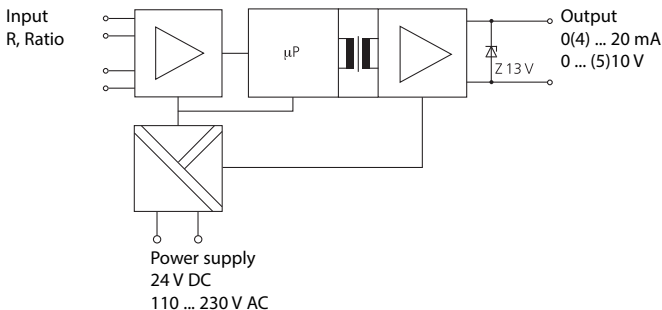 Input
R, Ratio
μP
Z 13 V
Output
0(4) ... 20 mA
0 ... (5)10 V
Power supply
24 V DC
110 ... 230 V AC